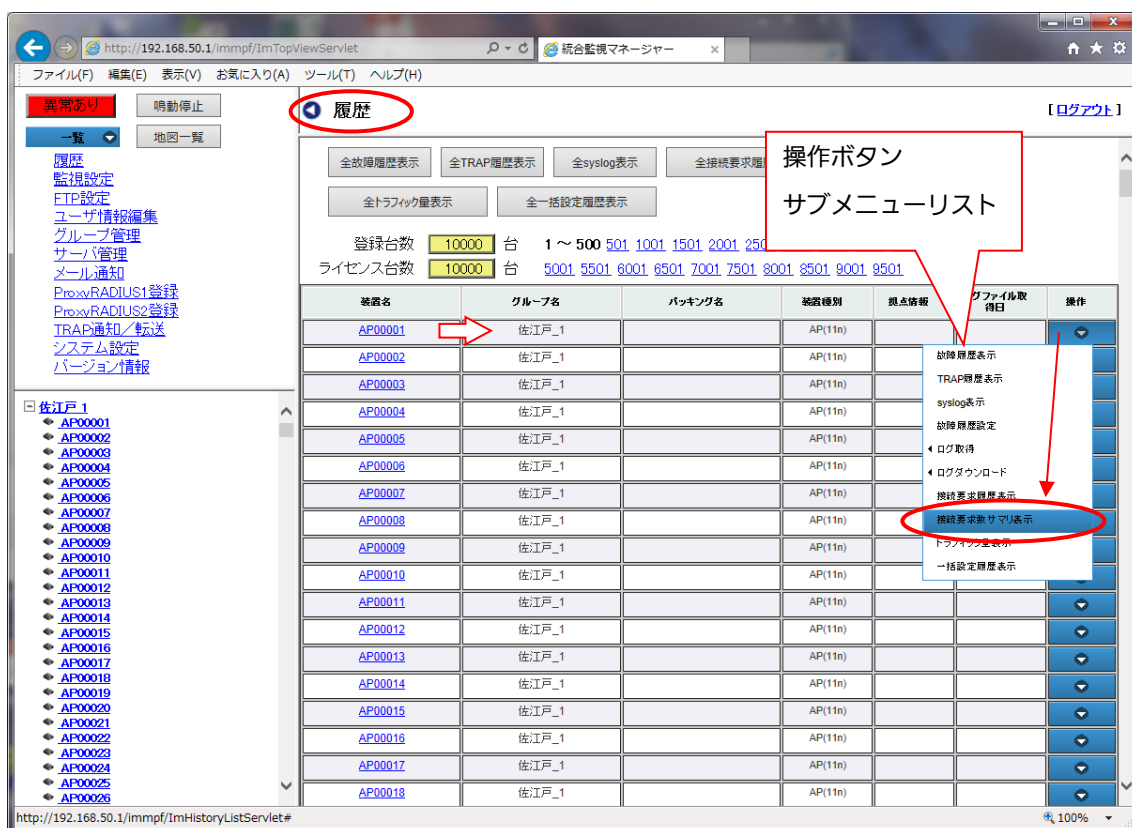 http://192.168.50.1/immpf/ImTopViewServlet
統合監視マネージャー
ファイル(F) 編集(E) 表示(V) お気に入り(A) ツール(T) ヘルプ(H)
異常あり 鳴動停止
一覧 地図一覧
履歴
監視設定
FTP設定
ユーザ情報編集
グループ管理
サーバ管理
メール通知
ProxyRADIUS1登録
ProxyRADIUS2登録
TRAP通知／転送
システム設定
バージョン情報
佐江戸 1
AP00001
AP00002
AP00003
AP00004
AP00005
AP00006
AP00007
AP00008
AP00009
AP00010
AP00011
AP00012
AP00013
AP00014
AP00015
AP00016
AP00017
AP00018
AP00019
AP00020
AP00021
AP00022
AP00023
AP00024
AP00025
AP00026
履歴
[ログアウト]
全故障履歴表示 全TRAP履歴表示 全syslog表示 全接続要求履
全トラフィック量表示 全一括設定履歴表示
登録台数 10000 台 1 ～ 500 501 1001 1501 2001 250
ライセンス台数 10000 台 5001 5501 6001 6501 7001 7501 8001 8501 9001 9501
操作ボタン
サブメニューリスト
装置名 グループ名 パッキング名 装置種別 拠点情報 グファイル取得日 操作
AP00001 佐江戸_1 AP(11n)
AP00002 佐江戸_1 AP(11n)
AP00003 佐江戸_1 AP(11n)
AP00004 佐江戸_1 AP(11n)
AP00005 佐江戸_1 AP(11n)
AP00006 佐江戸_1 AP(11n)
AP00007 佐江戸_1 AP(11n)
AP00008 佐江戸_1 AP(11n)
AP00009 佐江戸_1 AP(11n)
AP00010 佐江戸_1 AP(11n)
AP00011 佐江戸_1 AP(11n)
AP00012 佐江戸_1 AP(11n)
AP00013 佐江戸_1 AP(11n)
AP00014 佐江戸_1 AP(11n)
AP00015 佐江戸_1 AP(11n)
AP00016 佐江戸_1 AP(11n)
AP00017 佐江戸_1 AP(11n)
AP00018 佐江戸_1 AP(11n)
故障履歴表示
TRAP履歴表示
syslog表示
故障履歴設定
ログ取得
ログダウンロード
接続要求履歴表示
接続要求数サマリ表示
トラフィック量表示
一括設定履歴表示
http://192.168.50.1/immpf/ImHistoryListServlet#
100%